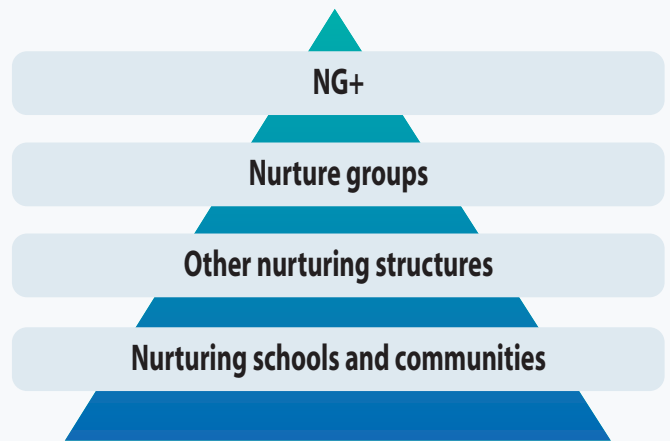 NG+
Nurture groups
Other nurturing structures
Nurturing schools and communities